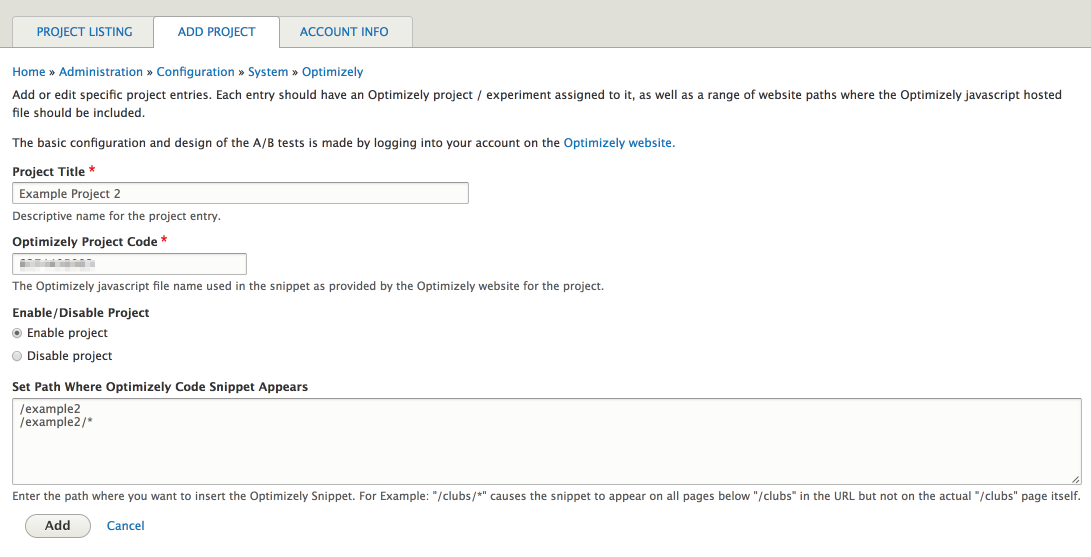 PROJECT LISTING
ADD PROJECT
ACCOUNT INFO
Home » Administration » Configuration » System » Optimizely
Add or edit specific project entries. Each entry should have an Optimizely project / experiment assigned to it, as well as a range of website paths where the Optimizely javascript hosted
file should be included.
The basic configuration and design of the A/B tests is made by logging into your account on the Optimizely website.
Project Title *
Example Project 2
Descriptive name for the project entry.
Optimizely Project Code *
The Optimizely javascript file name used in the snippet as provided by the Optimizely website for the project.
Enable/Disable Project
Enable project
Disable project
Set Path Where Optimizely Code Snippet Appears
/example2
/example2/*
Enter the path where you want to insert the Optimizely Snippet. For Example: "/clubs/*" causes the snippet to appear on all pages below "/clubs" in the URL but not on the actual "/clubs" page itself.
Add
Cancel